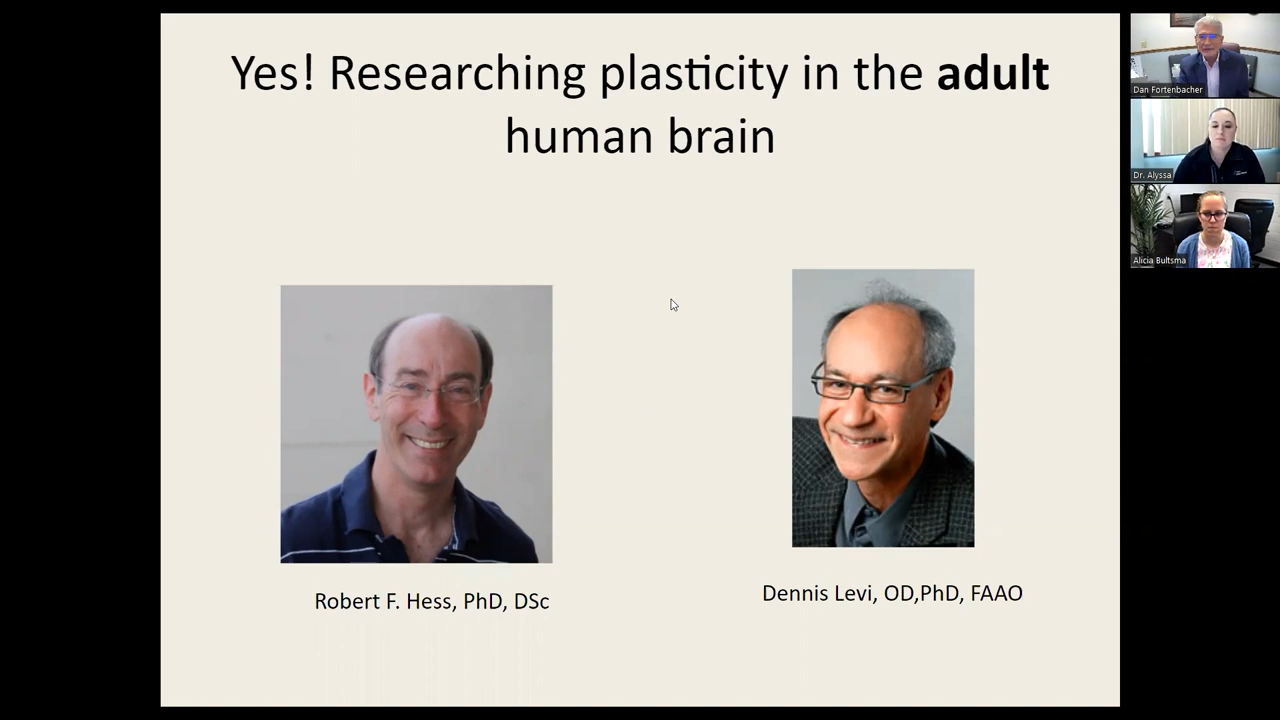 Yes! Researching plasticity in the adult
human brain
Robert F. Hess, PhD, DSc
Dennis Levi, OD,PhD, FAAO
Dan Fortenbacher
Dr. Alyssa
Alicia Bultsma